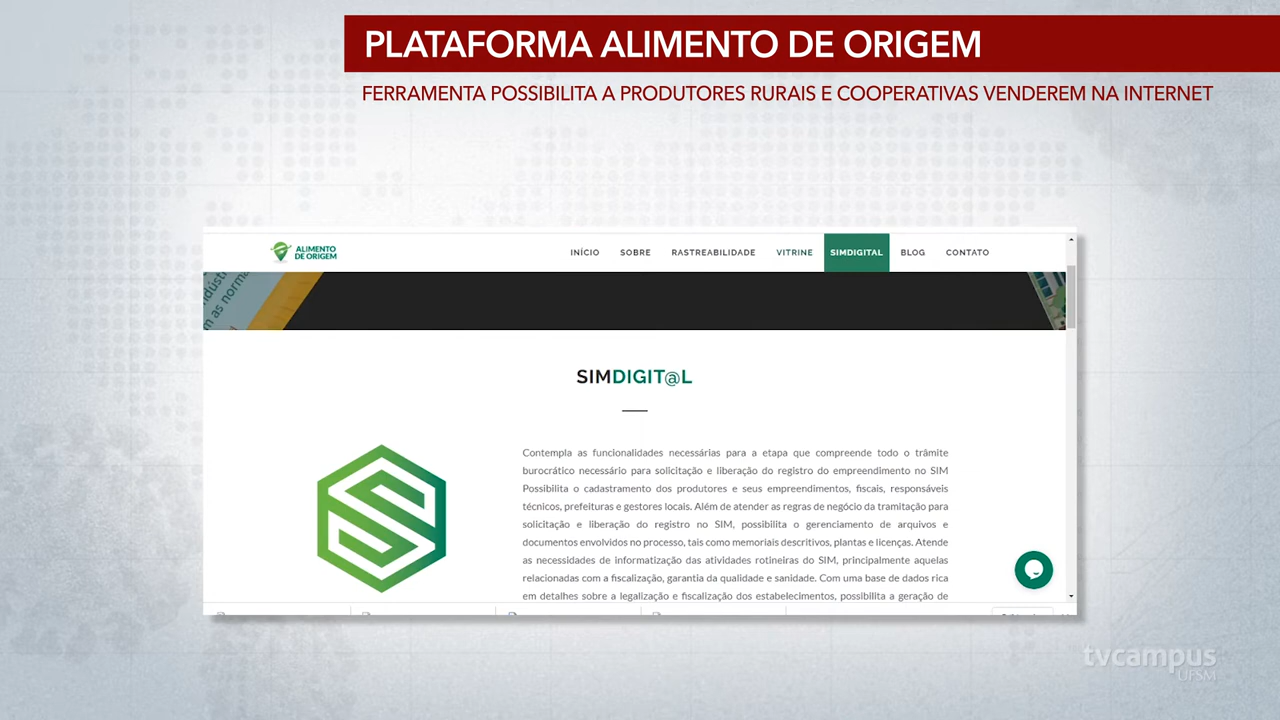 PLATAFORMA ALIMENTO DE ORIGEM
FERRAMENTA POSSIBILITA A PRODUTORES RURAIS E COOPERATIVAS VENDEREM NA INTERNET
ALIMENTO
DE ORIGEM
INÍCIO SOBRE RASTREABILIDADE VITRINE SIMDIGITAL BLOG CONTATO
as norma
SIMDIGIT@L
Contempla as funcionalidades necessárias para a etapa que compreende todo o trâmite
burocrático necessário para solicitação e liberação do registro do empreendimento no SIM
Possibilita o cadastramento dos produtores e seus empreendimentos, fiscais, responsáveis
técnicos, prefeituras e gestores locais. Além de atender as regras de negócio da tramitação para
solicitação e liberação do registro no SIM, possibilita o gerenciamento de arquivos e
documentos envolvidos no processo, tais como memoriais descritivos, plantas e licenças. Atende
as necessidades de informatização das atividades rotineiras do SIM, principalmente aquelas
relacionadas com a fiscalização, garantia da qualidade e sanidade. Com uma base de dados rica
em detalhes sobre a legalização e fiscalização dos estabelecimentos, possibilita a geração de
tvcampus
UFSM